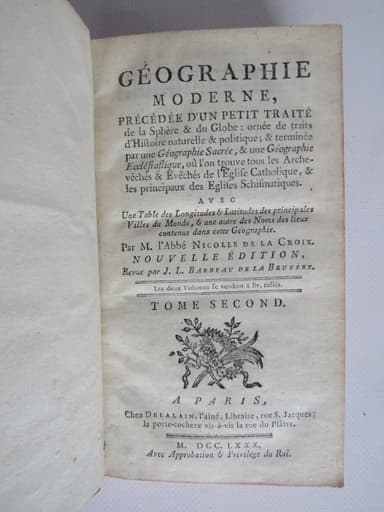 GÉOGRAPHIE
MODERNE,
PRÉCÉDÉE D'UN PETIT TRAITÉ
de la Sphère & du Globe : ornée de traits
d'Histoire naturelle & politique ; & terminée
par une Géographie Sacrée, & une Géographie
Ecclésiastique, où l'on trouve tous les Arche-
vêchés & Évêchés de l'Eglise Catholique, &
les principaux des Eglises Schismatiques.
AVEC
Une Table des Longitudes & Latitudes des principales
Villes du Monde, & une autre des Noms des lieux
contenus dans cette Géographie.
Par M. l'Abbé NICOLLE DE LA CROIX.
NOUVELLE ÉDITION,
Revue par J. L. BARBEAU DE LA BRUYERE.
Les deux Volumes se vendent 6 liv. reliés.
TOME SECOND.
A PARIS,
Chez DELALAIN, l'aîné, Libraire, rue S. Jacques;
la porte-cochere vis-à-vis la rue du Plâtre.
M. DCC. LXXX.
Avec Approbation & Privilége du Roi.